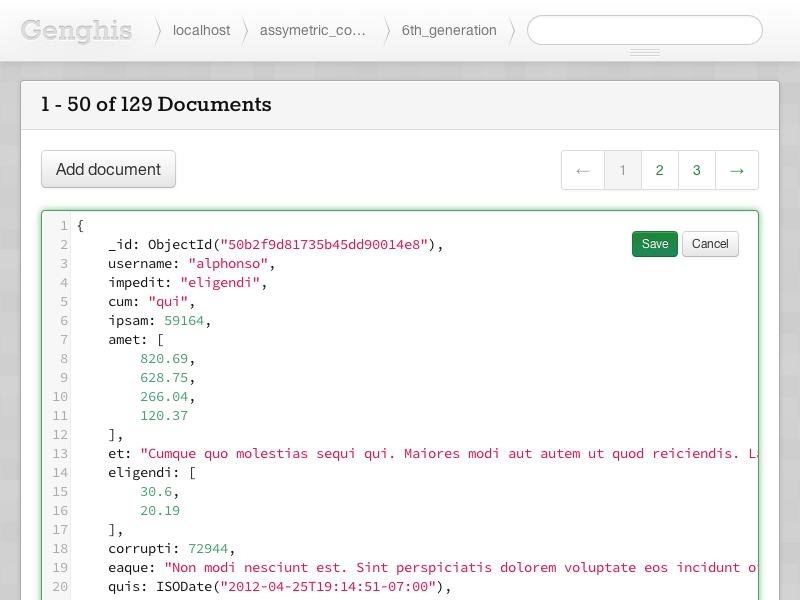 Genghis localhost assymetric_co… 6th_generation
1 - 50 of 129 Documents
Add document ← 1 2 3 →
1 {
2 _id: ObjectId("50b2f9d81735b45dd90014e8"),
Save Cancel
3 username: "alphonso",
4 impedit: "eligendi",
5 cum: "qui",
6 ipsam: 59164,
7 amet: [
8 820.69,
9 628.75,
10 266.04,
11 120.37
12 ],
13 et: "Cumque quo molestias sequi qui. Maiores modi aut autem ut quod reiciendis. La
14 eligendi: [
15 30.6,
16 20.19
17 ],
18 corrupti: 72944,
19 eaque: "Non modi nesciunt est. Sint perspiciatis dolorem voluptate eos incidunt o
20 quis: ISODate("2012-04-25T19:14:51-07:00"),